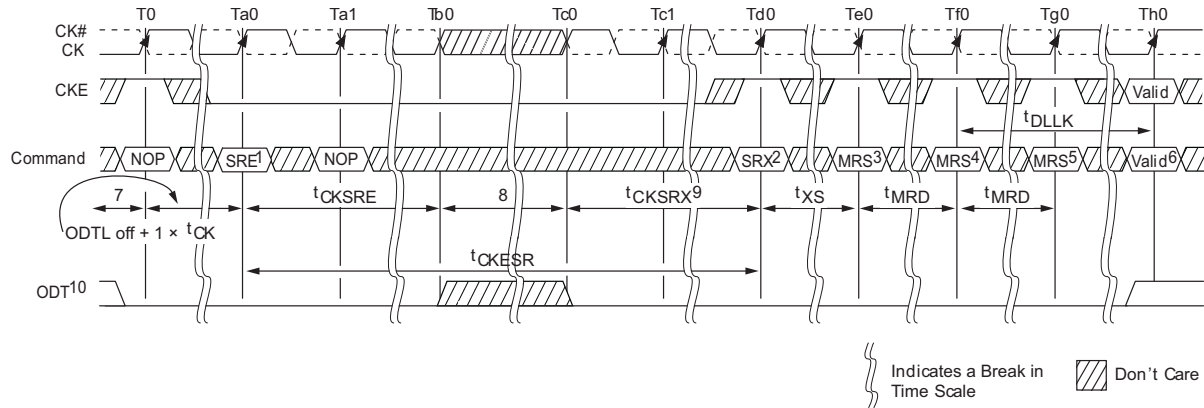 T0 Ta0 Ta1 Tb0 Tc0 Tc1 Td0 Te0 Tf0 Tg0 Th0
CK#
CK
CKE
Valid
tDLLK
Command
NOP SRE1 NOP SRX2 MRS3 MRS4 MRS5 Valid6
7 tCKSRE 8 tCKSRX9 tXS tMRD tMRD
ODTL off + 1 × tCK
tCKESR
ODT10
Indicates a Break in
Time Scale
Don't Care